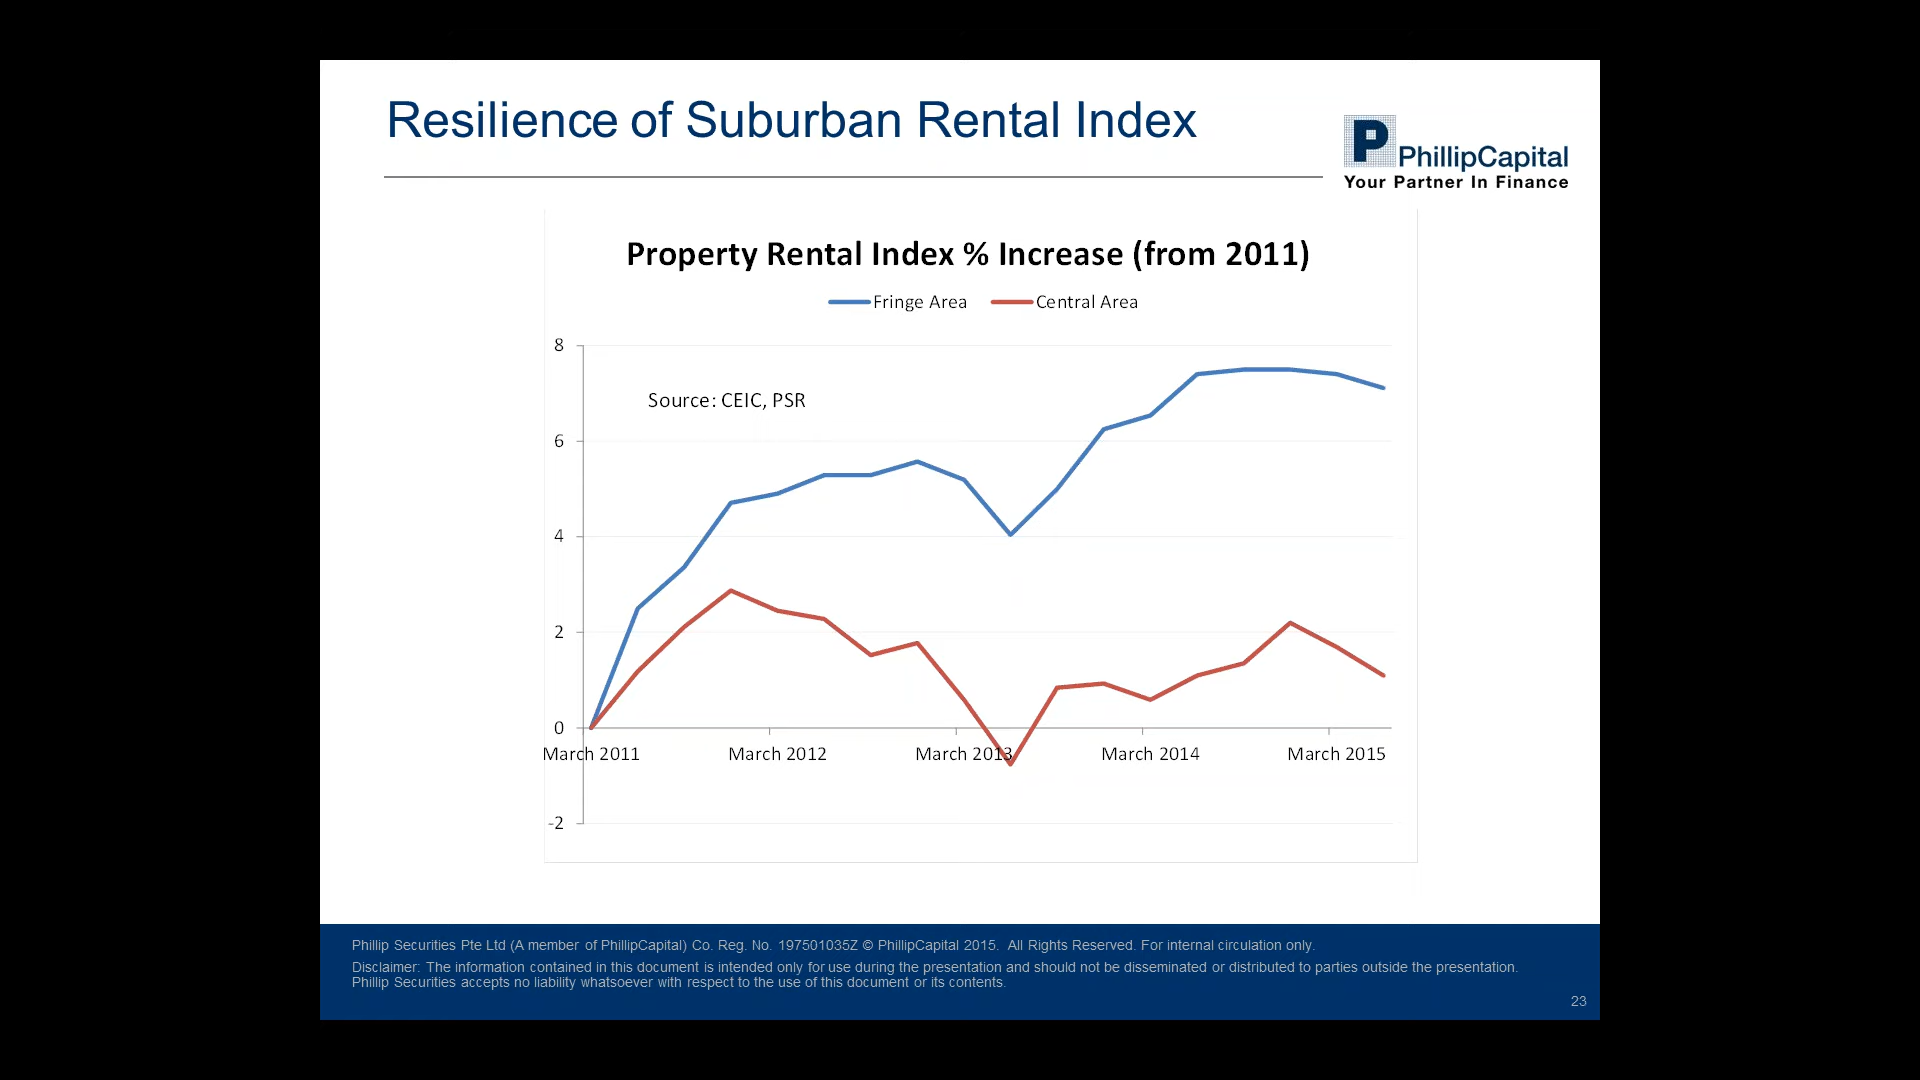 Resilience of Suburban Rental Index
P
PhillipCapital
Your Partner In Finance
Property Rental Index % Increase (from 2011)
Fringe Area Central Area
8
Source: CEIC, PSR
6
4
2
0
March 2011 March 2012 March 2013 March 2014 March 2015
-2
Phillip Securities Pte Ltd (A member of PhillipCapital) Co. Reg. No. 197501035Z © PhillipCapital 2015. All Rights Reserved. For internal circulation only.
Disclaimer: The information contained in this document is intended only for use during the presentation and should not be disseminated or distributed to parties outside the presentation.
Phillip Securities accepts no liability whatsoever with respect to the use of this document or its contents.
23